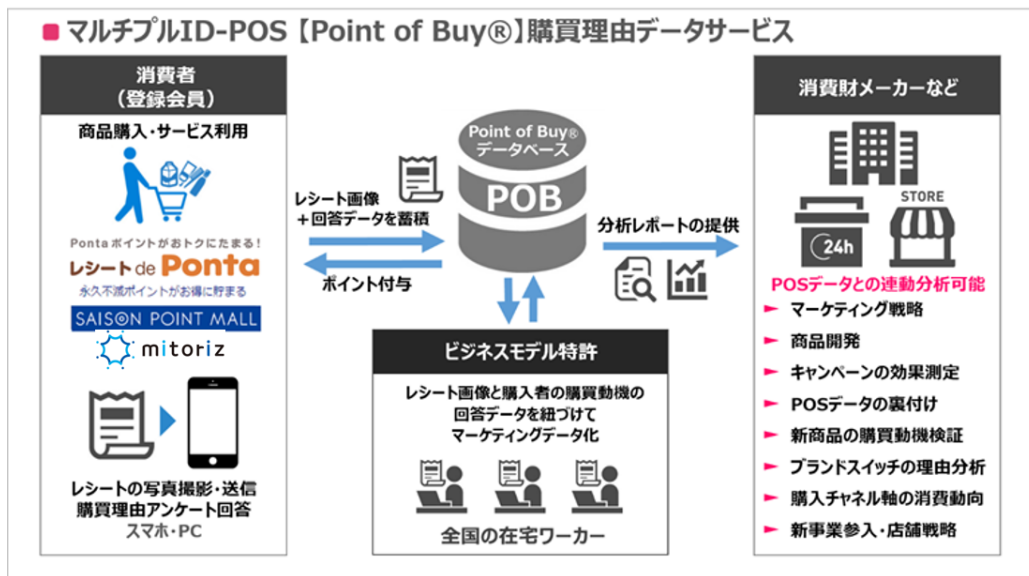 マルチプルID-POS【Point of Buy®】購買理由データサービス
消費者
（登録会員）
商品購入・サービス利用
Pontaポイントがおトクにたまる！
レシート de Ponta
永久不滅ポイントがお得に貯まる
SAISON POINT MALL
mitoriz
レシートの写真撮影・送信
購買理由アンケート回答
スマホ・PC
レシート画像
＋回答データを蓄積
ポイント付与
Point of Buy®
データベース
POB
分析レポートの提供
ビジネスモデル特許
レシート画像と購入者の購買動機の
回答データを紐づけて
マーケティングデータ化
全国の在宅ワーカー
消費財メーカーなど
24h
STORE
POSデータとの連動分析可能
マーケティング戦略
商品開発
キャンペーンの効果測定
POSデータの裏付け
新商品の購買動機検証
ブランドスイッチの理由分析
購入チャネル軸の消費動向
新事業参入・店舗戦略